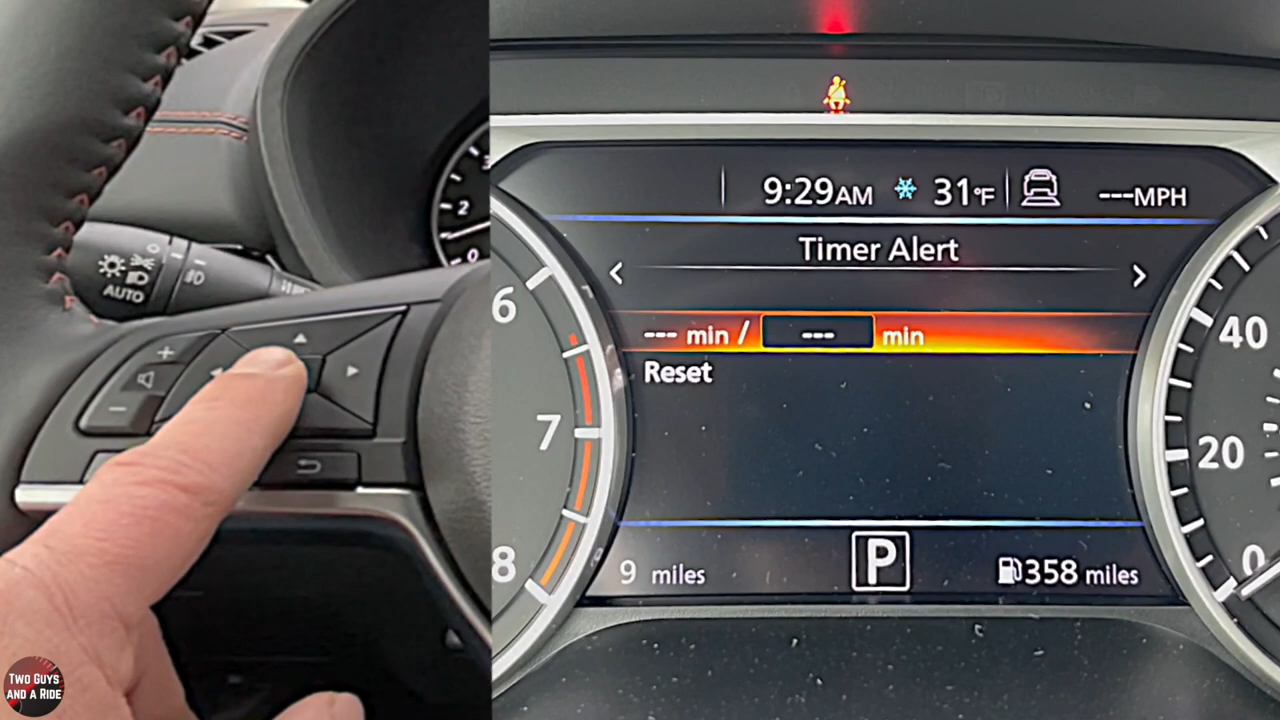 AUTO
2
0
9:29AM 31°F ---MPH
Timer Alert
--- min / --- min
Reset
9 miles P 358 miles
6
7
8
40
20
0
TWO GUYS
AND A RIDE